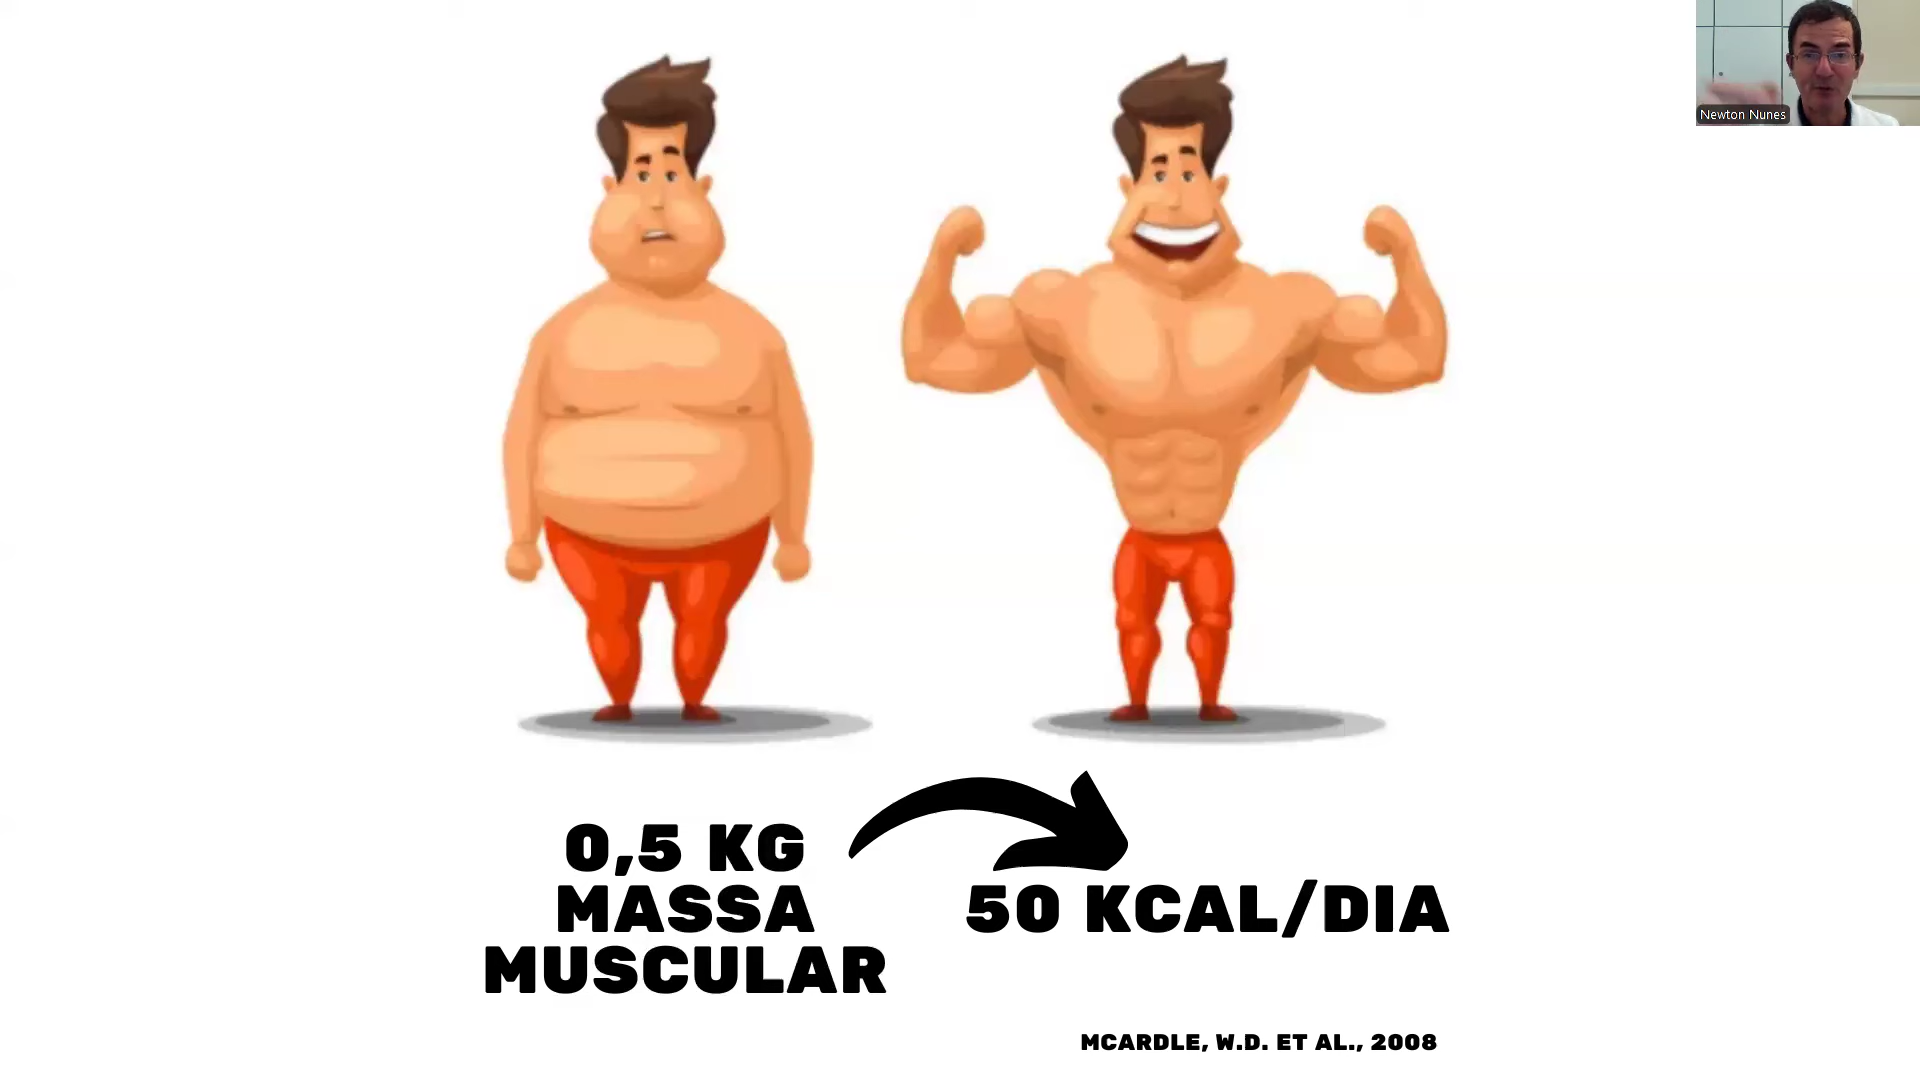 Newton Nunes
0,5 KG
MASSA
MUSCULAR
50 KCAL/DIA
MCARDLE, W.D. ET AL., 2008